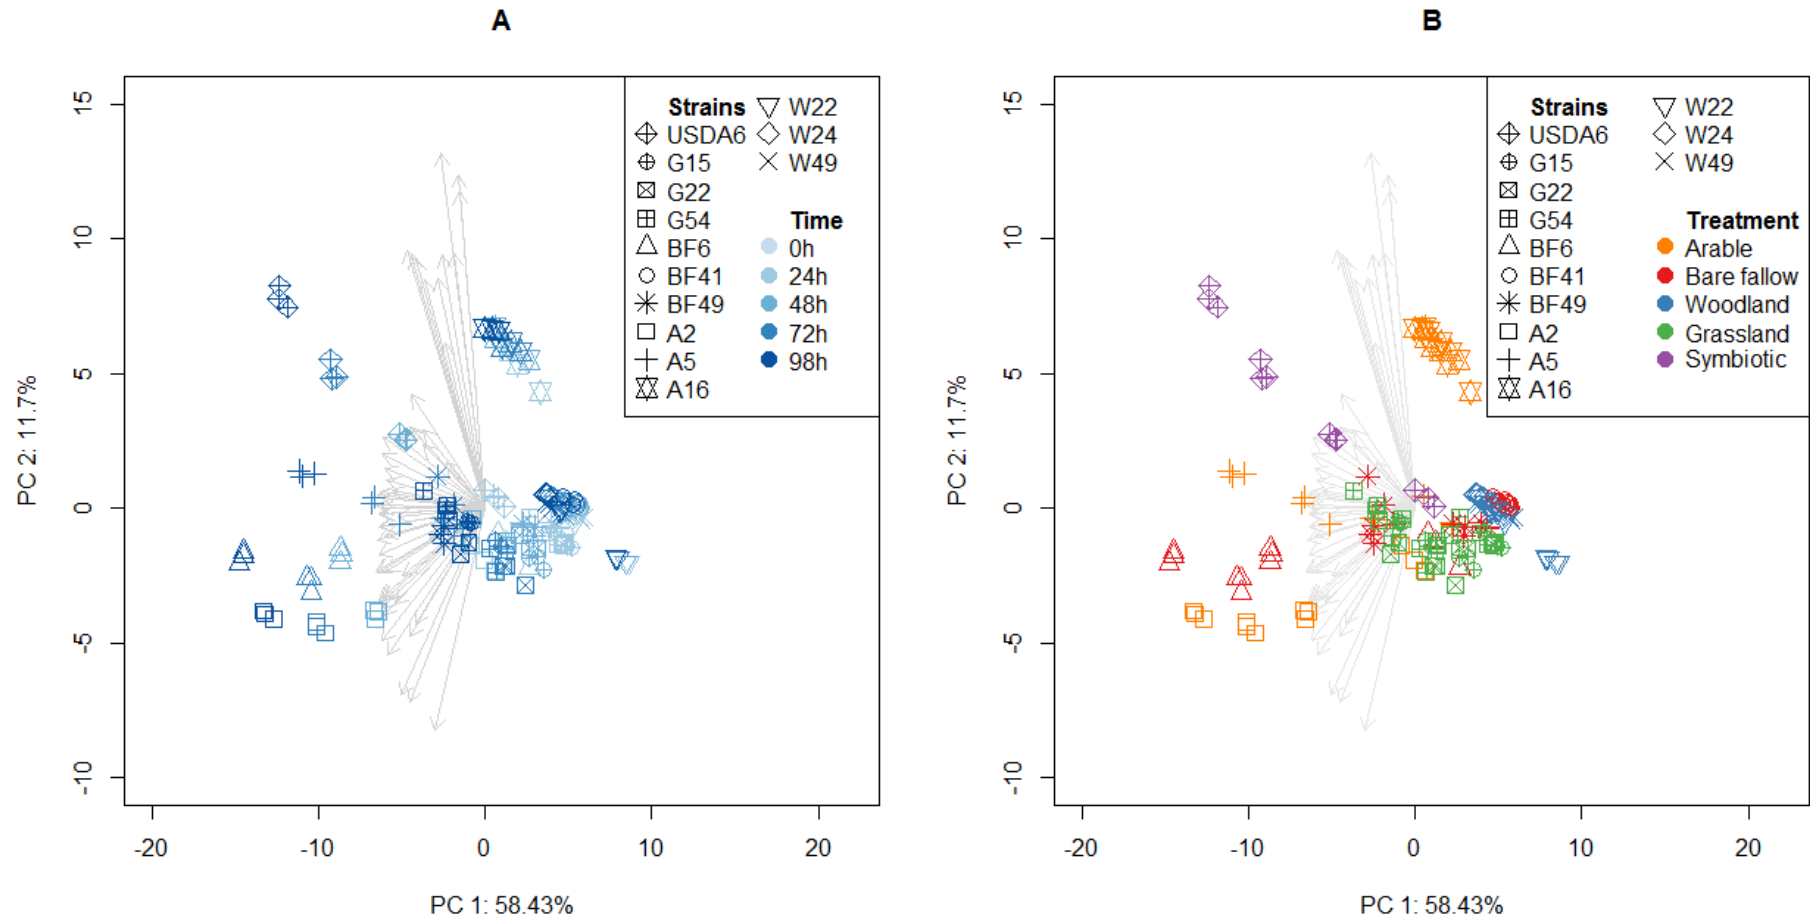 A
15
10
5
0
-5
-10
PC 2: 11.7%
-20
-10
0
10
20
PC 1: 58.43%
Strains
USDA6
G15
G22
G54
BF6
BF41
BF49
A2
A5
A16
W22
W24
W49
Time
0h
24h
48h
72h
98h
B
15
10
5
0
-5
-10
PC 2: 11.7%
-20
-10
0
10
20
PC 1: 58.43%
Strains
USDA6
G15
G22
G54
BF6
BF41
BF49
A2
A5
A16
W22
W24
W49
Treatment
Arable
Bare fallow
Woodland
Grassland
Symbiotic